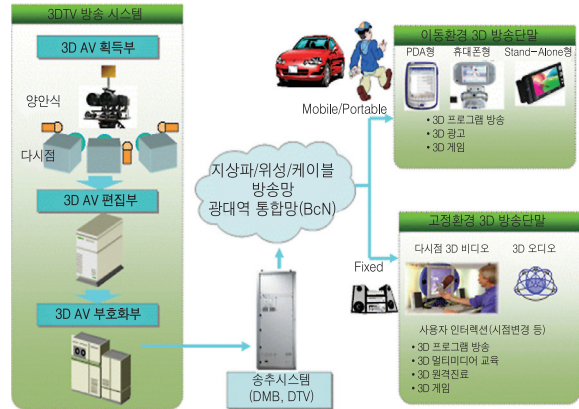 3DTV 방송 시스템
3D AV 획득부
양안식
다시점
3D AV 편집부
3D AV 부호화부
송추시스템
(DMB, DTV)
지상파/위성/케이블
방송망
광대역 통합망(BcN)
Mobile/Portable
Fixed
이동환경 3D 방송단말
PDA형
휴대폰형
Stand-Alone형
• 3D 프로그램 방송
• 3D 광고
• 3D 게임
고정환경 3D 방송단말
다시점 3D 비디오
3D 오디오
사용자 인터렉션(시점변경 등)
• 3D 프로그램 방송
• 3D 멀티미디어 교육
• 3D 원격진료
• 3D 게임